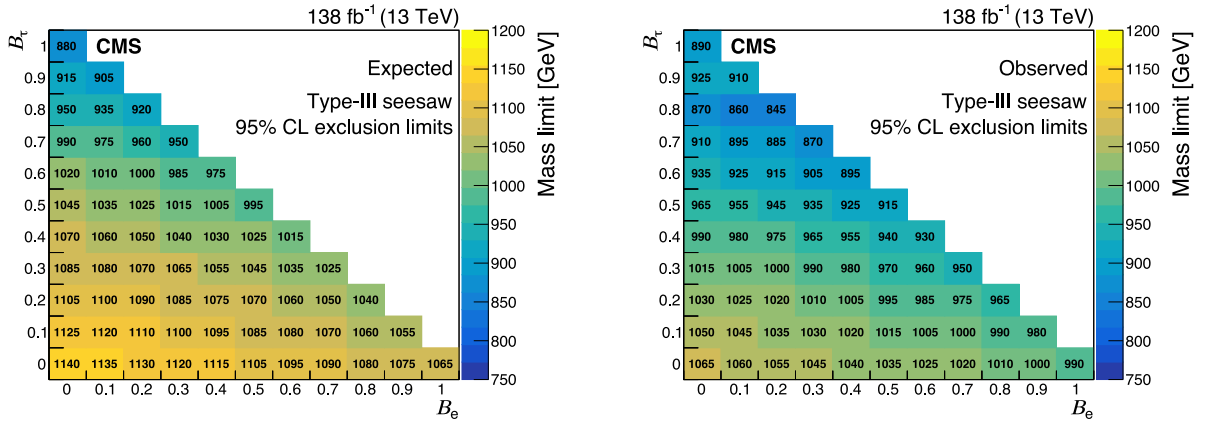 138 fb⁻¹ (13 TeV)
CMS
Expected
Type-III seesaw
95% CL exclusion limits
B_τ
1 880
0.9 915 905
0.8 950 935 920
0.7 990 975 960 950
0.6 1020 1010 1000 985 975
0.5 1045 1035 1025 1015 1005 995
0.4 1070 1060 1050 1040 1030 1025 1015
0.3 1085 1080 1070 1065 1055 1045 1035 1025
0.2 1105 1100 1090 1085 1075 1070 1060 1050 1040
0.1 1125 1120 1110 1100 1095 1085 1080 1070 1060 1055
0 1140 1135 1130 1120 1115 1105 1095 1090 1080 1075 1065
0 0.1 0.2 0.3 0.4 0.5 0.6 0.7 0.8 0.9 1
B_e
1200
1150
1100
1050
1000
950
900
850
800
750
Mass limit [GeV]
138 fb⁻¹ (13 TeV)
CMS
Observed
Type-III seesaw
95% CL exclusion limits
B_τ
1 890
0.9 925 910
0.8 870 860 845
0.7 910 895 885 870
0.6 935 925 915 905 895
0.5 965 955 945 935 925 915
0.4 990 980 975 965 955 940 930
0.3 1015 1005 1000 990 980 970 960 950
0.2 1030 1025 1020 1010 1005 995 985 975 965
0.1 1050 1045 1035 1030 1020 1015 1005 1000 990 980
0 1065 1060 1055 1045 1040 1035 1025 1020 1010 1000 990
0 0.1 0.2 0.3 0.4 0.5 0.6 0.7 0.8 0.9 1
B_e
1200
1150
1100
1050
1000
950
900
850
800
750
Mass limit [GeV]